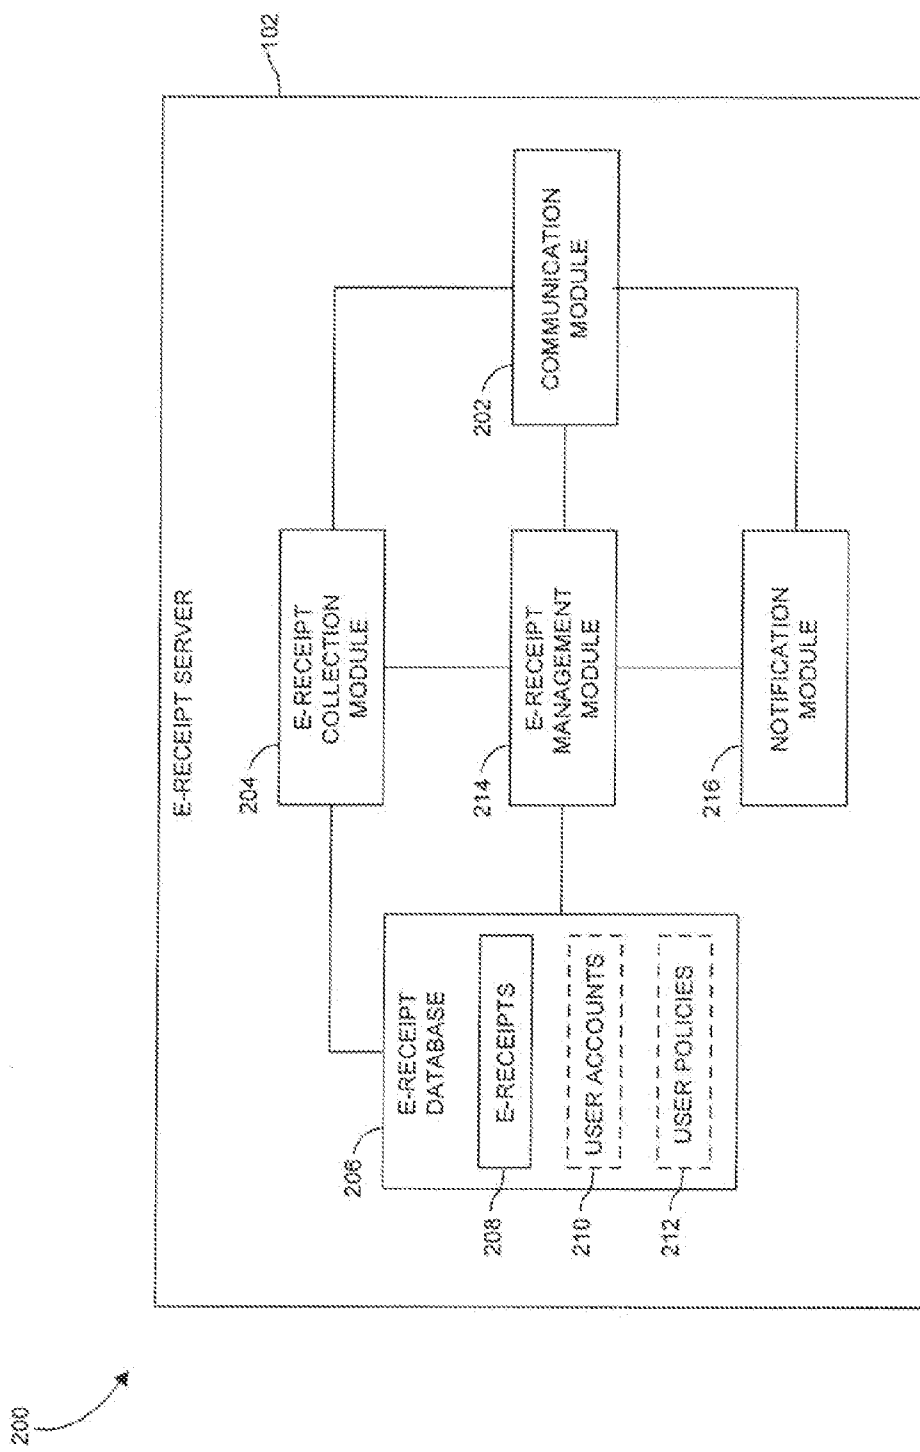 200
102
E-RECEIPT SERVER
204
E-RECEIPT
COLLECTION
MODULE
206
E-RECEIPT
DATABASE
208
E-RECEIPTS
210
USER ACCOUNTS
212
USER POLICIES
214
E-RECEIPT
MANAGEMENT
MODULE
202
COMMUNICATION
MODULE
216
NOTIFICATION
MODULE